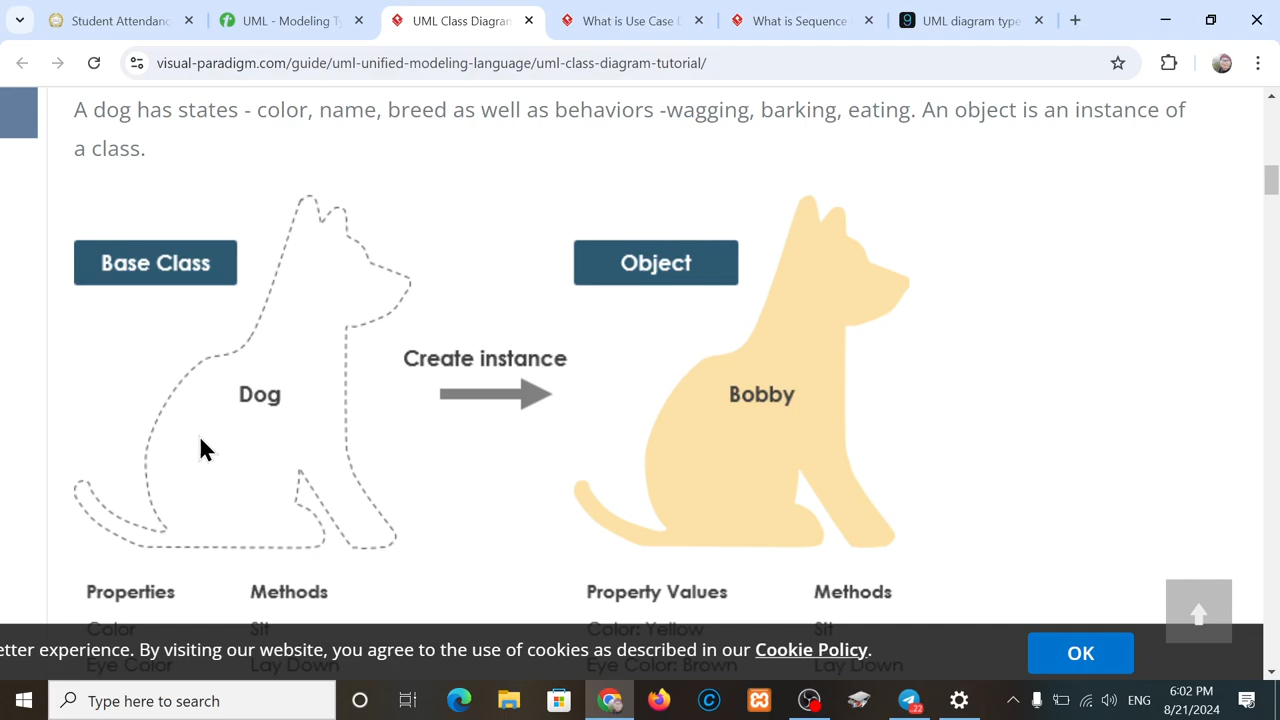 Student Attendanc
UML - Modeling Ty
UML Class Diagran
What is Use Case D
What is Sequence
UML diagram type
visual-paradigm.com/guide/uml-unified-modeling-language/uml-class-diagram-tutorial/
A dog has states - color, name, breed as well as behaviors -wagging, barking, eating. An object is an instance of
a class.
Base Class
Object
Create instance
Dog
Bobby
Properties Methods
Property Values Methods
Color Sit
Color: Yellow Sit
etter experience. By visiting our website, you agree to the use of cookies as described in our Cookie Policy.
OK
Eye Color Lay Down
Eye Color: Brown Lay Down
Type here to search
22
ENG
6:02 PM
8/21/2024